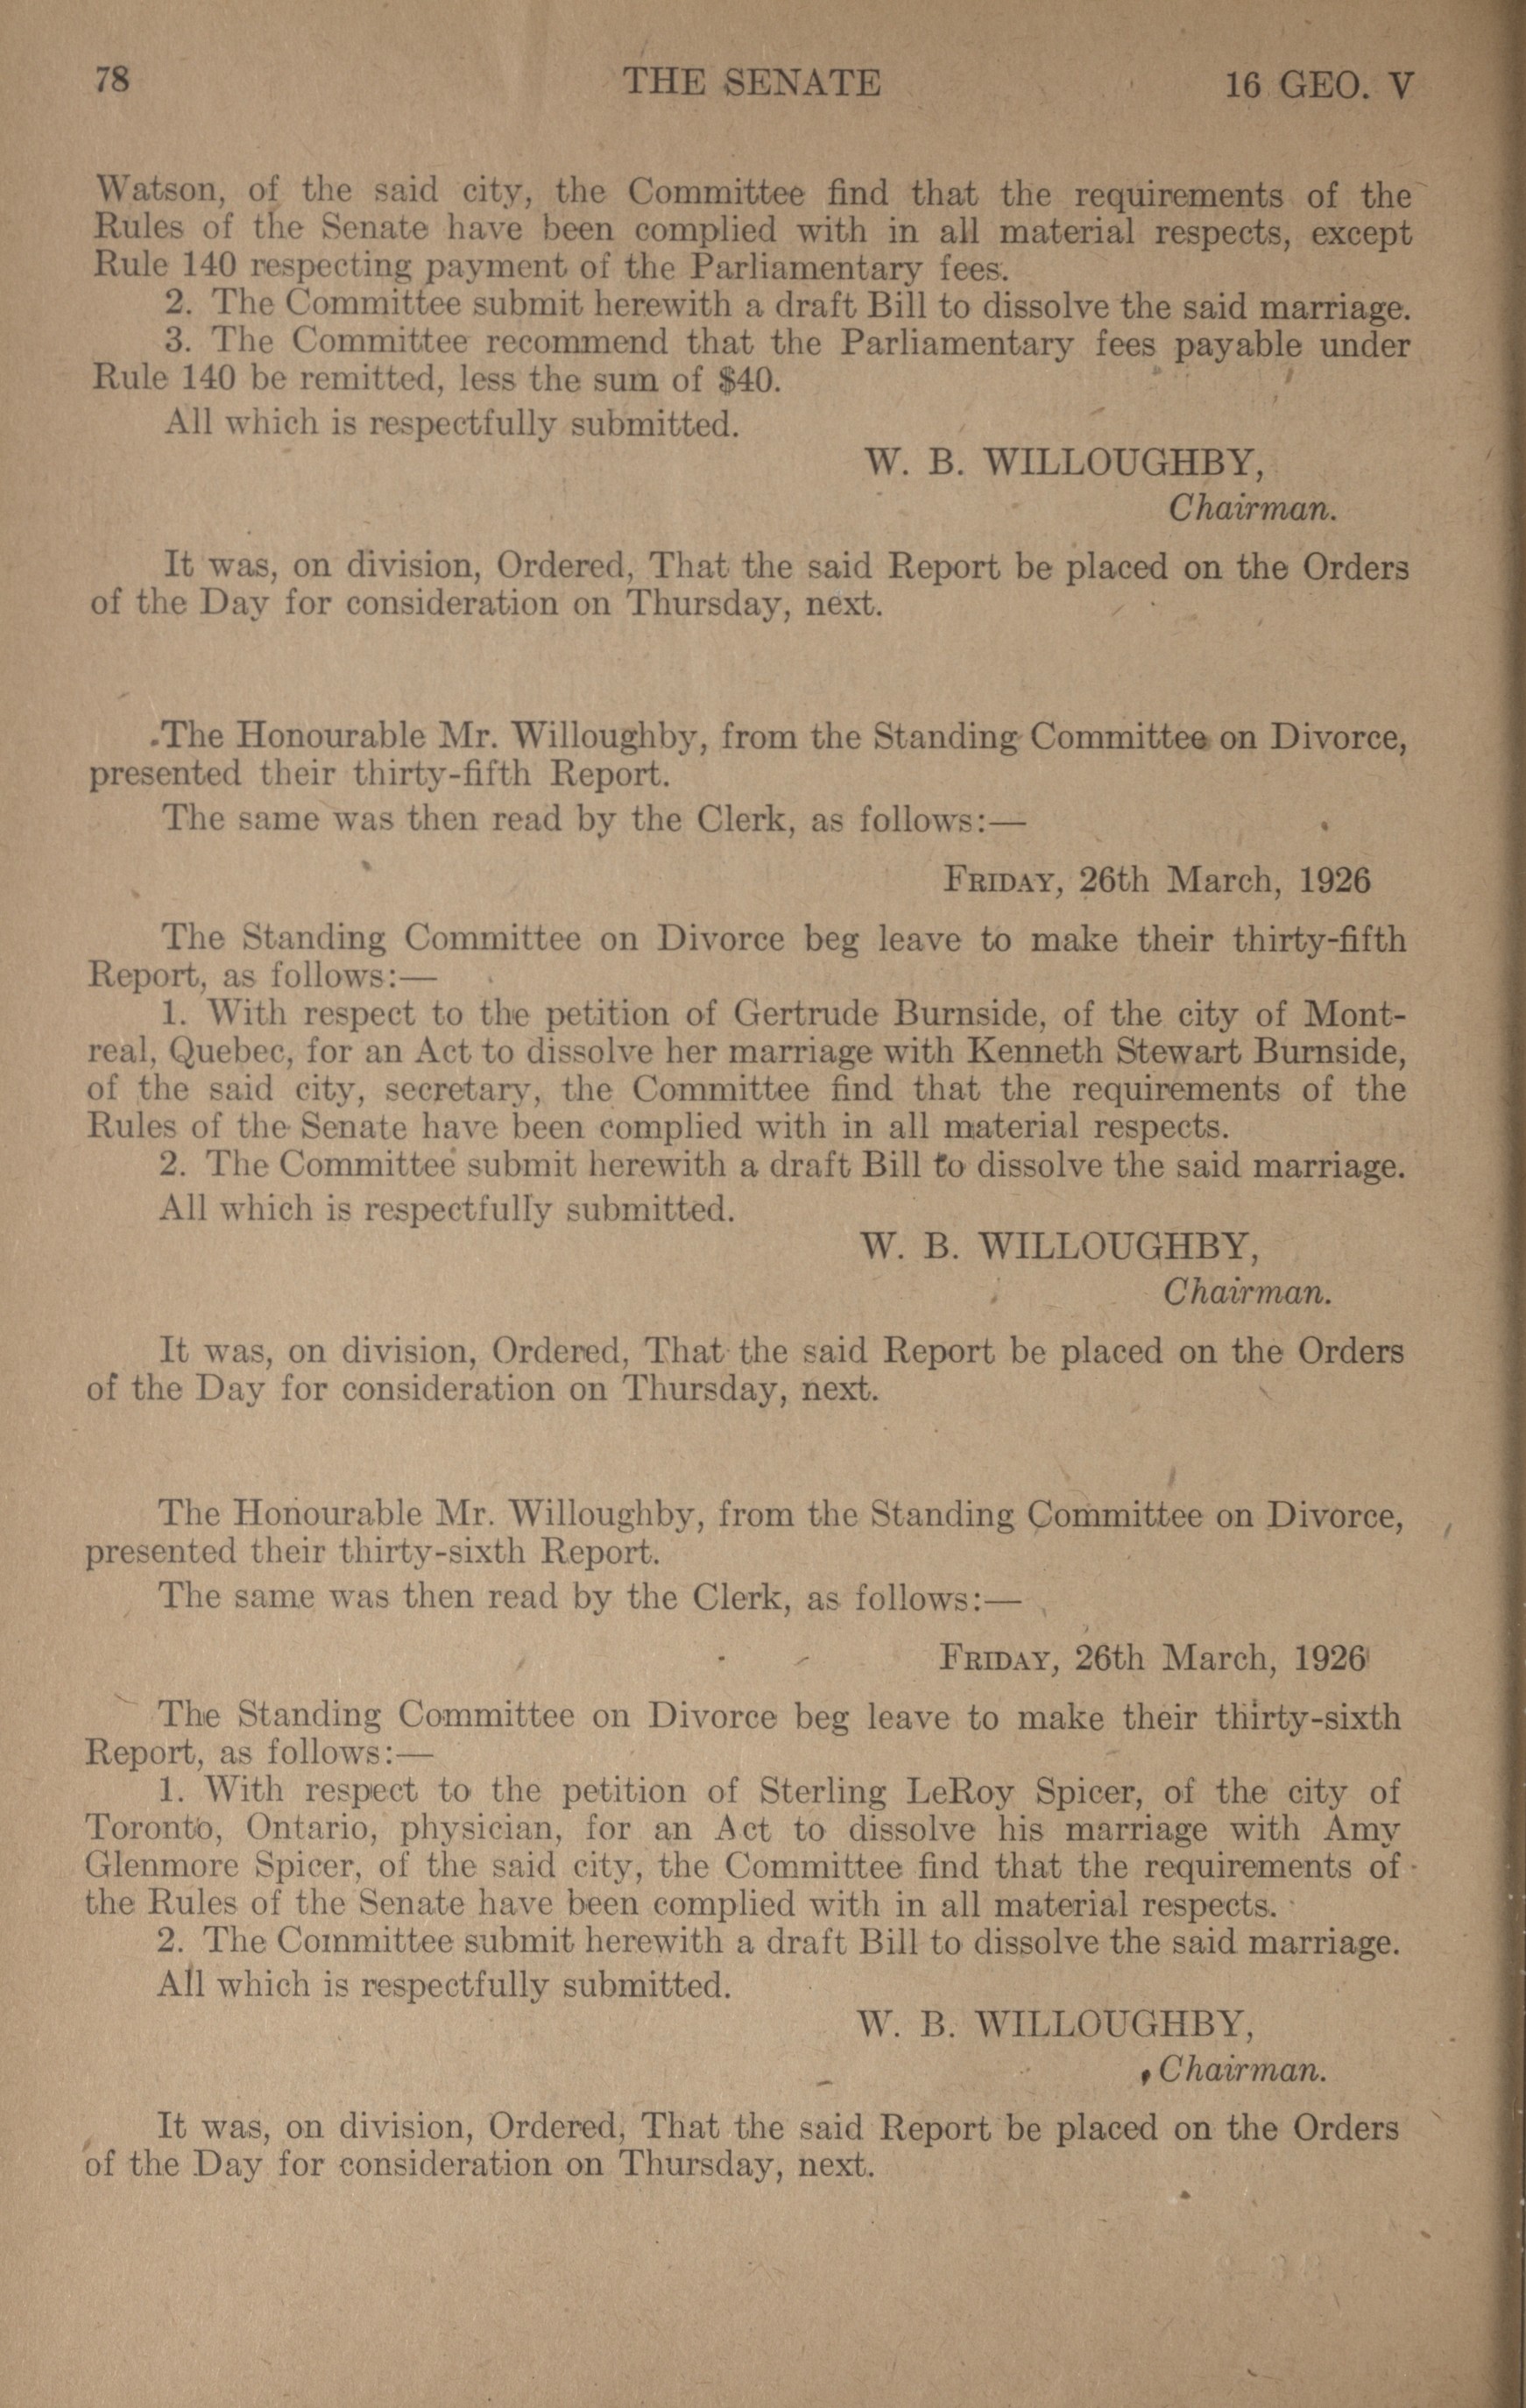 78 THE SENATE 16 GEO. V
Watson, of the said city, the Committee find that the requirements of the
Rules of the Senate have been complied with in all material respects, except
Rule 140 respecting payment of the Parliamentary fees.
2. The Committee submit herewith a draft Bill to dissolve the said marriage.
3. The Committee recommend that the Parliamentary fees payable under
Rule 140 be remitted, less the sum of $40.
All which is respectfully submitted.
W. B. WILLOUGHBY,
Chairman.
It was, on division, Ordered, That the said Report be placed on the Orders
of the Day for consideration on Thursday, next.
The Honourable Mr. Willoughby, from the Standing Committee on Divorce,
presented their thirty-fifth Report.
The same was then read by the Clerk, as follows:—
FRIDAY, 26th March, 1926
The Standing Committee on Divorce beg leave to make their thirty-fifth
Report, as follows:—
1. With respect to the petition of Gertrude Burnside, of the city of Mont-
real, Quebec, for an Act to dissolve her marriage with Kenneth Stewart Burnside,
of the said city, secretary, the Committee find that the requirements of the
Rules of the Senate have been complied with in all material respects.
2. The Committee submit herewith a draft Bill to dissolve the said marriage.
All which is respectfully submitted.
W. B. WILLOUGHBY,
Chairman.
It was, on division, Ordered, That the said Report be placed on the Orders
of the Day for consideration on Thursday, next.
The Honourable Mr. Willoughby, from the Standing Committee on Divorce,
presented their thirty-sixth Report.
The same was then read by the Clerk, as follows:—
FRIDAY, 26th March, 1926
The Standing Committee on Divorce beg leave to make their thirty-sixth
Report, as follows:—
1. With respect to the petition of Sterling LeRoy Spicer, of the city of
Toronto, Ontario, physician, for an Act to dissolve his marriage with Amy
Glenmore Spicer, of the said city, the Committee find that the requirements of
the Rules of the Senate have been complied with in all material respects.
2. The Committee submit herewith a draft Bill to dissolve the said marriage.
All which is respectfully submitted.
W. B. WILLOUGHBY,
Chairman.
It was, on division, Ordered, That the said Report be placed on the Orders
of the Day for consideration on Thursday, next.